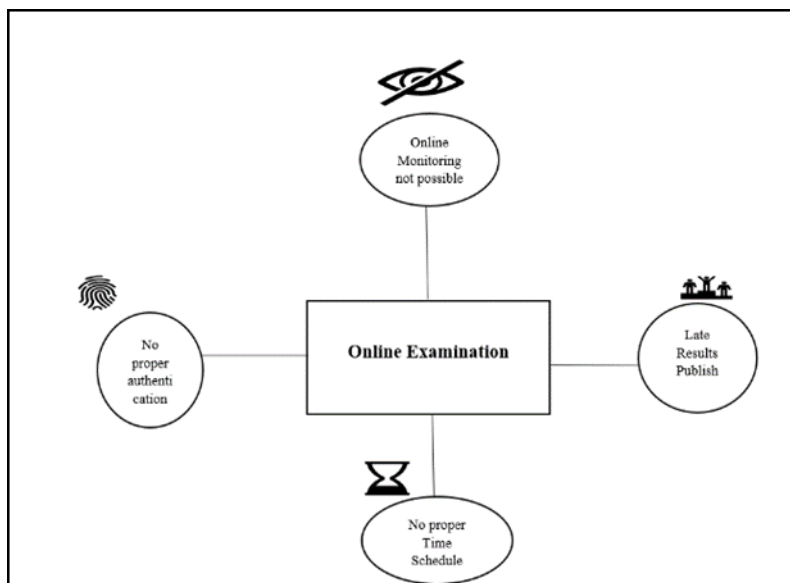 Online
Monitoring
not possible
No
proper
authenti
cation
Online Examination
Late
Results
Publish
No proper
Time
Schedule